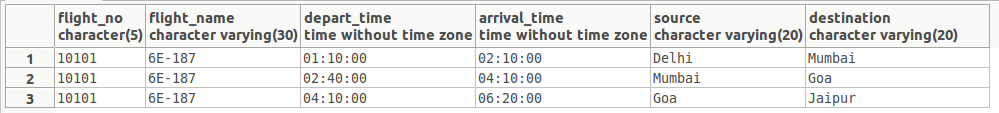 flight_no flight_name depart_time arrival_time source destination
character(5) character varying(30) time without time zone time without time zone character varying(20) character varying(20)
1 10101 6E-187 01:10:00 02:10:00 Delhi Mumbai
2 10101 6E-187 02:40:00 04:10:00 Mumbai Goa
3 10101 6E-187 04:10:00 06:20:00 Goa Jaipur